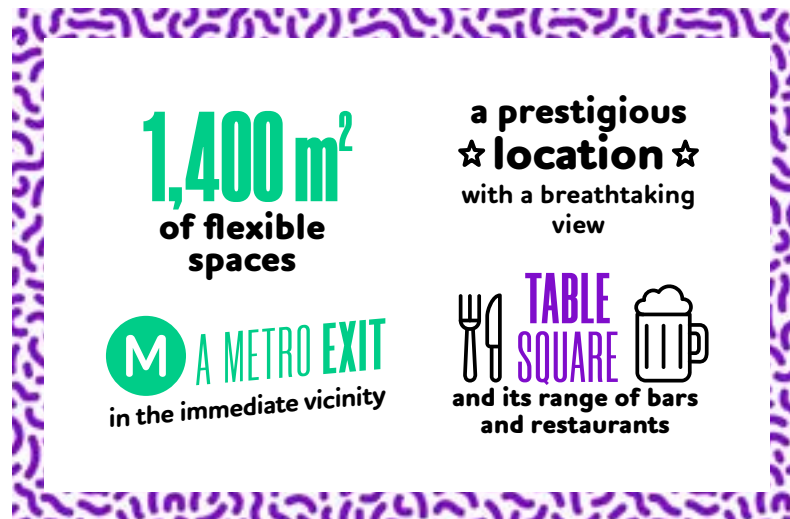 1,400 m²
of flexible
spaces
a prestigious
location
with a breathtaking
view
M A METRO EXIT
in the immediate vicinity
TABLE
SQUARE
and its range of bars
and restaurants